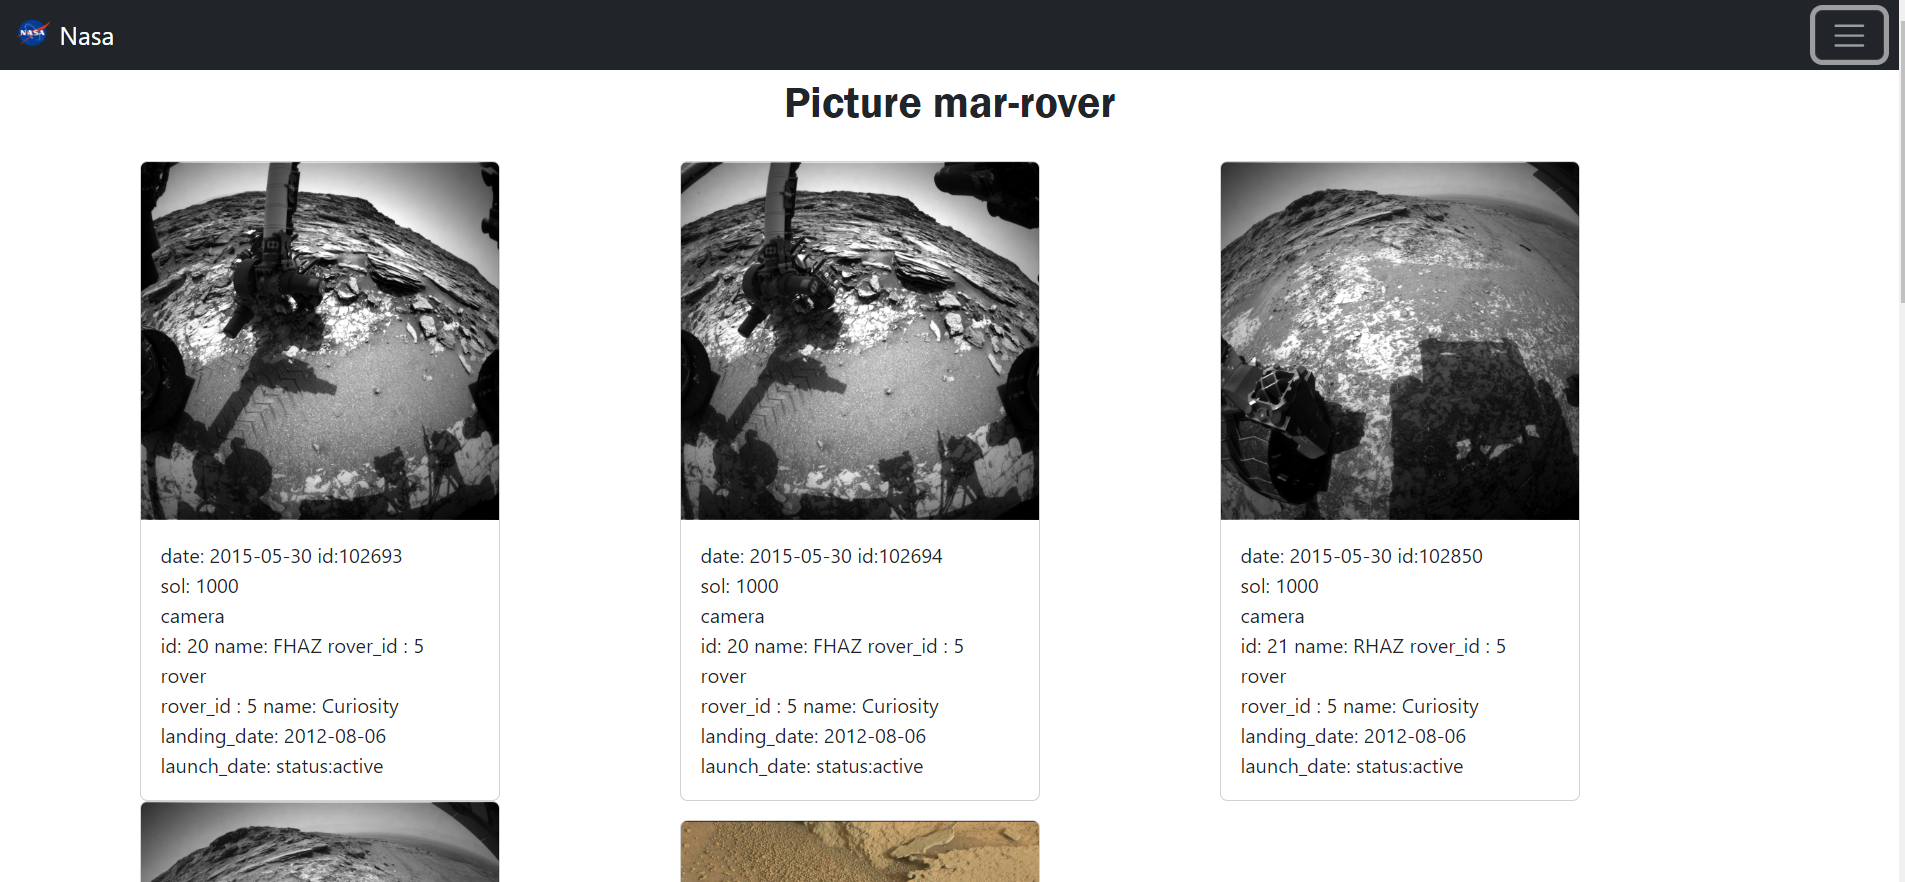 NASA Nasa
Picture mar-rover
date: 2015-05-30 id:102693
sol: 1000
camera
id: 20 name: FHAZ rover_id : 5
rover
rover_id : 5 name: Curiosity
landing_date: 2012-08-06
launch_date: status:active
date: 2015-05-30 id:102694
sol: 1000
camera
id: 20 name: FHAZ rover_id : 5
rover
rover_id : 5 name: Curiosity
landing_date: 2012-08-06
launch_date: status:active
date: 2015-05-30 id:102850
sol: 1000
camera
id: 21 name: RHAZ rover_id : 5
rover
rover_id : 5 name: Curiosity
landing_date: 2012-08-06
launch_date: status:active